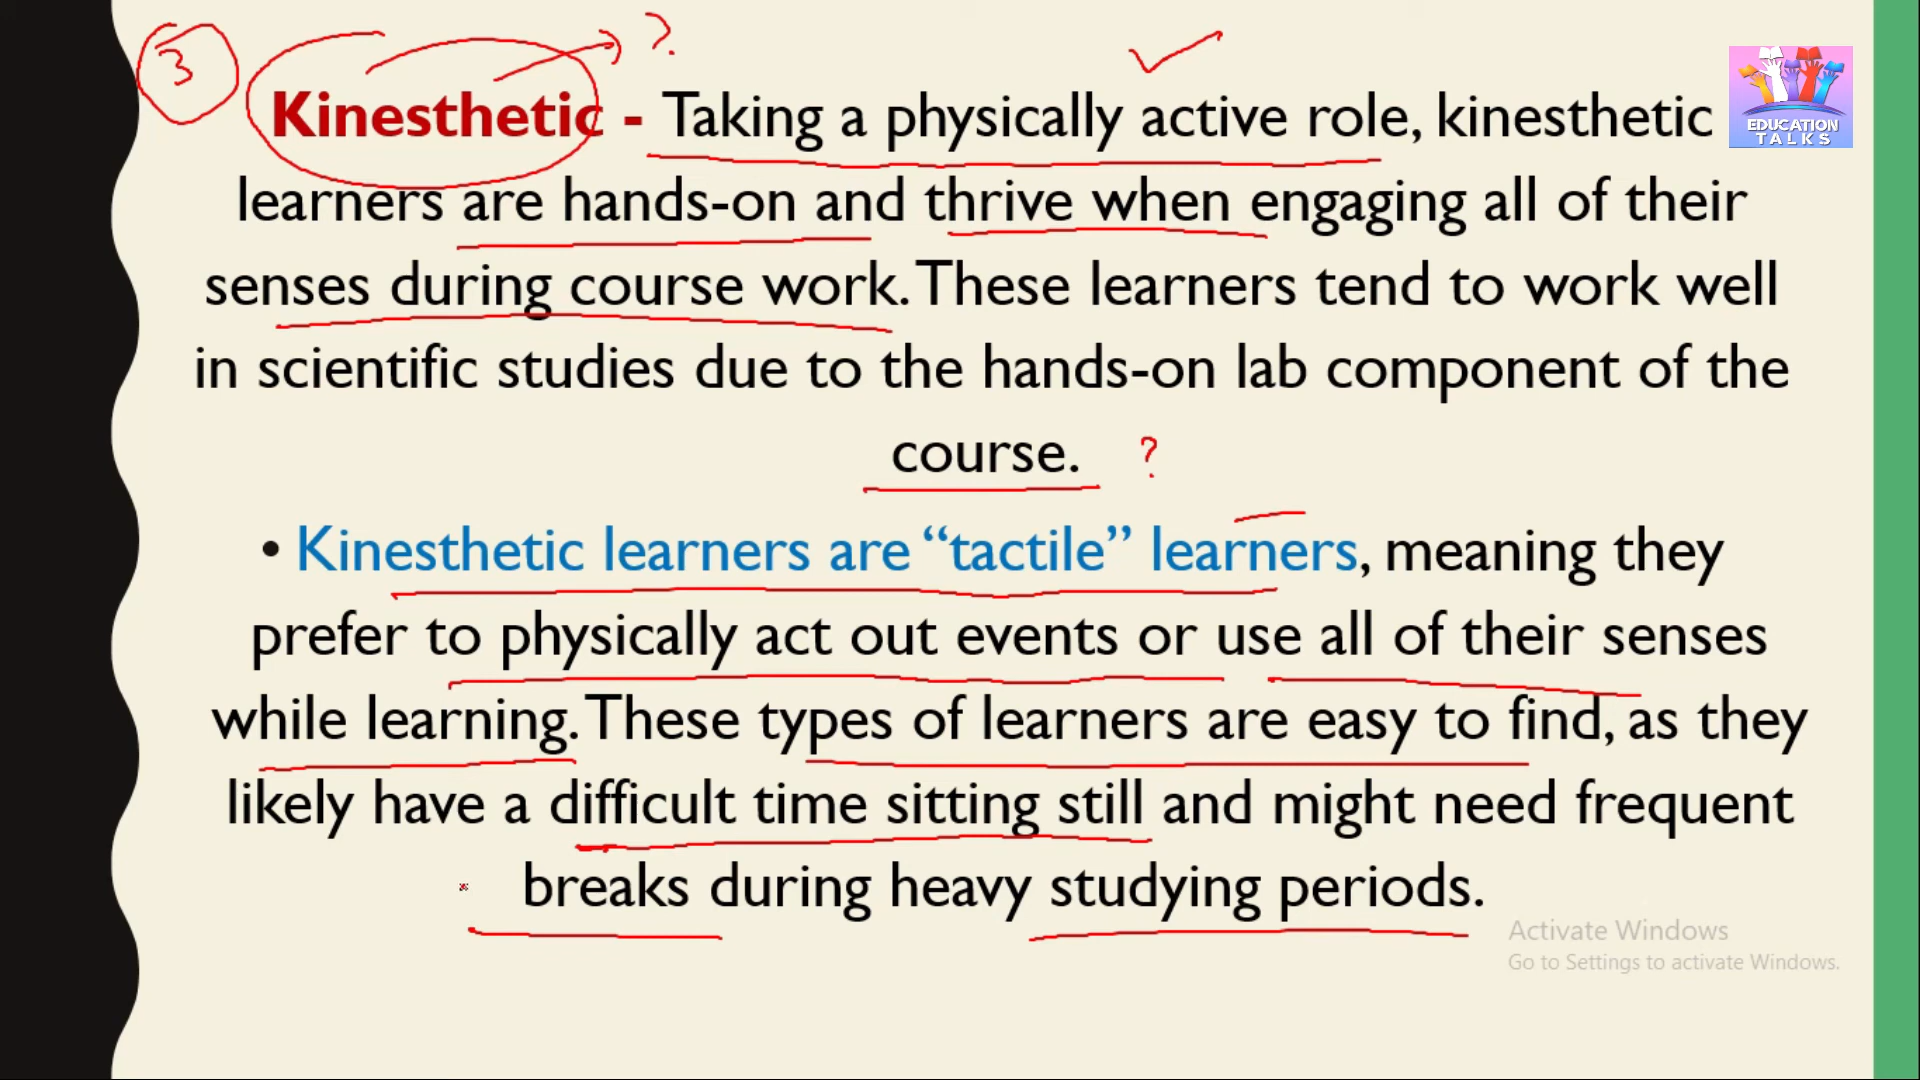 3
?
Kinesthetic - Taking a physically active role, kinesthetic
EDUCATION
TALKS
learners are hands-on and thrive when engaging all of their
senses during course work. These learners tend to work well
in scientific studies due to the hands-on lab component of the
course. ?
• Kinesthetic learners are “tactile” learners, meaning they
prefer to physically act out events or use all of their senses
while learning. These types of learners are easy to find, as they
likely have a difficult time sitting still and might need frequent
breaks during heavy studying periods.
Activate Windows
Go to Settings to activate Windows.